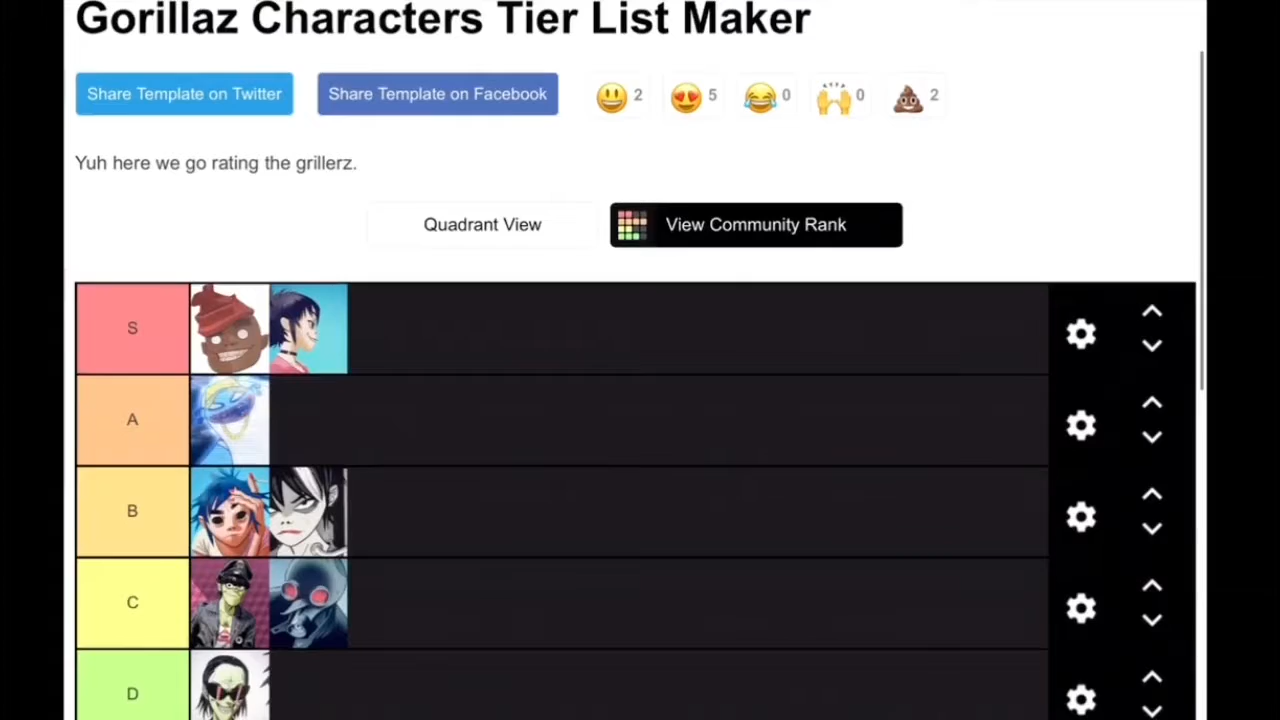 Gorillaz Characters Tier List Maker
Share Template on Twitter Share Template on Facebook 2 5 0 0 2
Yuh here we go rating the grillerz.
Quadrant View View Community Rank
S
A
B
C
D